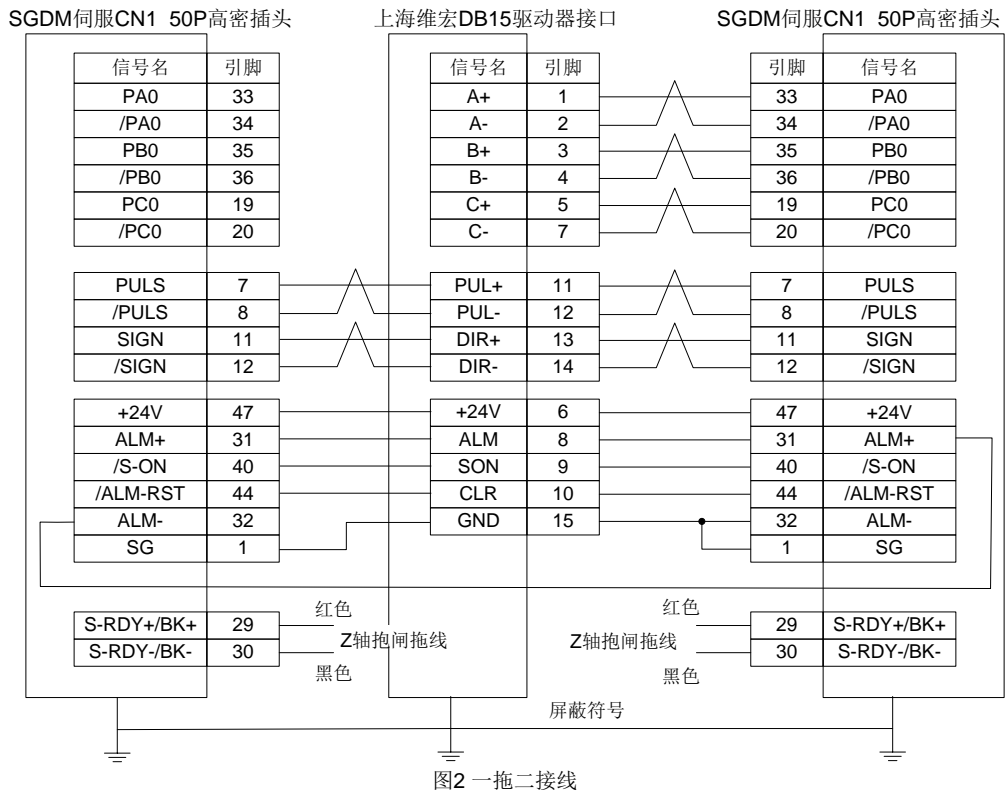 SGDM伺服CN1 50P高密插头 上海维宏DB15驱动器接口 SGDM伺服CN1 50P高密插头
信号名 引脚 信号名 引脚 引脚 信号名
PA0 33 A+ 1 33 PA0
/PA0 34 A- 2 34 /PA0
PB0 35 B+ 3 35 PB0
/PB0 36 B- 4 36 /PB0
PC0 19 C+ 5 19 PC0
/PC0 20 C- 7 20 /PC0
PULS 7 PUL+ 11 7 PULS
/PULS 8 PUL- 12 8 /PULS
SIGN 11 DIR+ 13 11 SIGN
/SIGN 12 DIR- 14 12 /SIGN
+24V 47 +24V 6 47 +24V
ALM+ 31 ALM 8 31 ALM+
/S-ON 40 SON 9 40 /S-ON
/ALM-RST 44 CLR 10 44 /ALM-RST
ALM- 32 GND 15 32 ALM-
SG 1 1 SG
红色 红色
S-RDY+/BK+ 29 29 S-RDY+/BK+
Z轴抱闸拖线 Z轴抱闸拖线
S-RDY-/BK- 30 30 S-RDY-/BK-
黑色 黑色
屏蔽符号
图2 一拖二接线